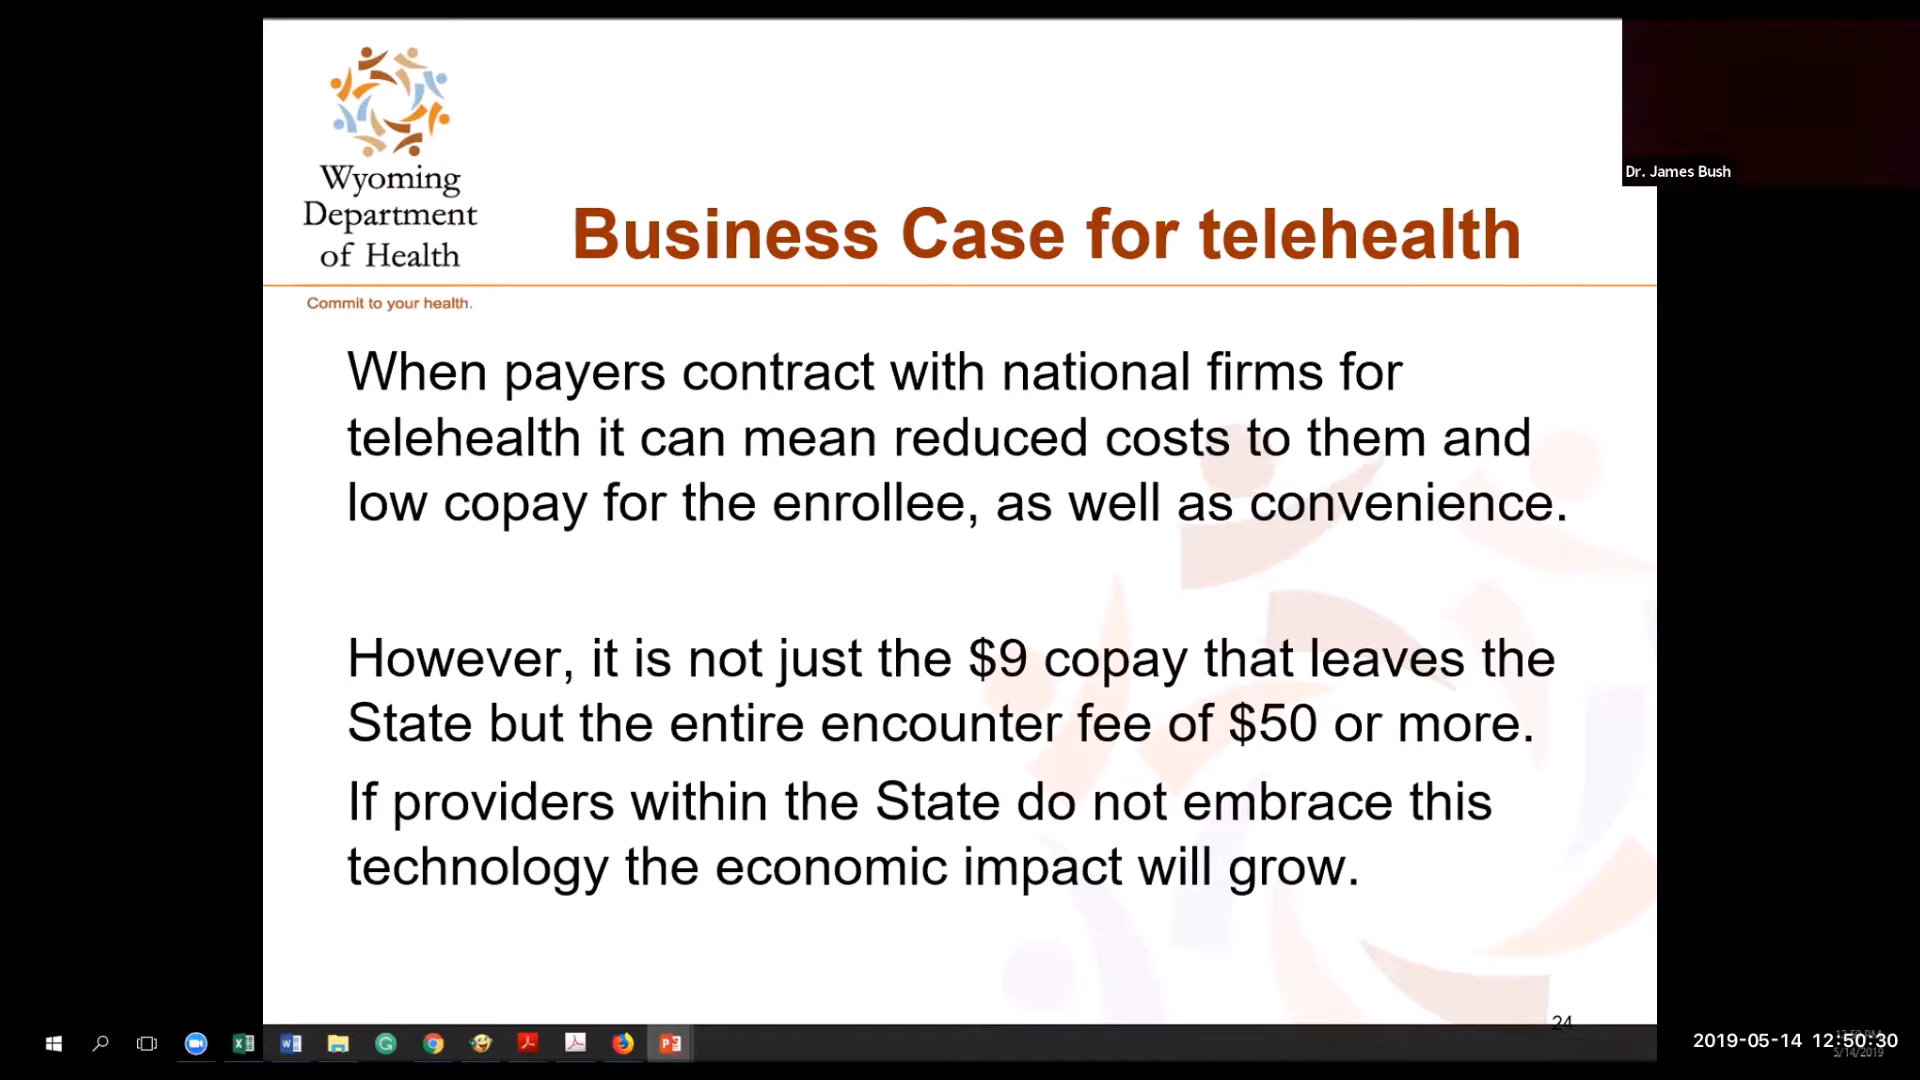 Wyoming
Department
of Health
Commit to your health.
Dr. James Bush
Business Case for telehealth
When payers contract with national firms for
telehealth it can mean reduced costs to them and
low copay for the enrollee, as well as convenience.
However, it is not just the $9 copay that leaves the
State but the entire encounter fee of $50 or more.
If providers within the State do not embrace this
technology the economic impact will grow.
24
2019-05-14 12:50:30
5/14/2019